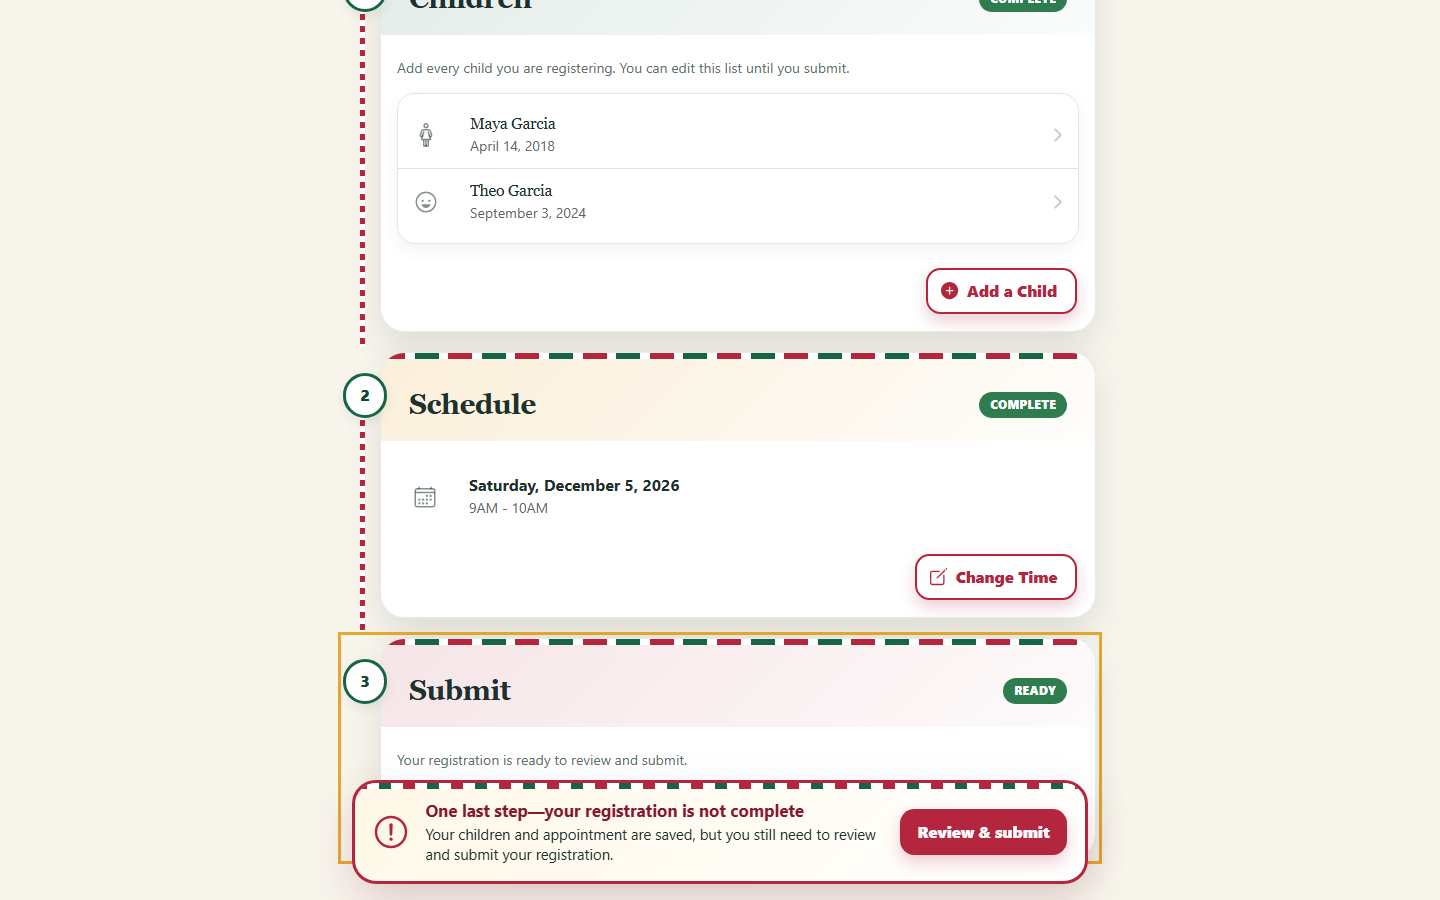 Children
COMPLETE
Add every child you are registering. You can edit this list until you submit.
Maya Garcia
April 14, 2018
Theo Garcia
September 3, 2024
Add a Child
2
Schedule
COMPLETE
Saturday, December 5, 2026
9AM - 10AM
Change Time
3
Submit
READY
Your registration is ready to review and submit.
One last step—your registration is not complete
Your children and appointment are saved, but you still need to review
and submit your registration.
Review & submit